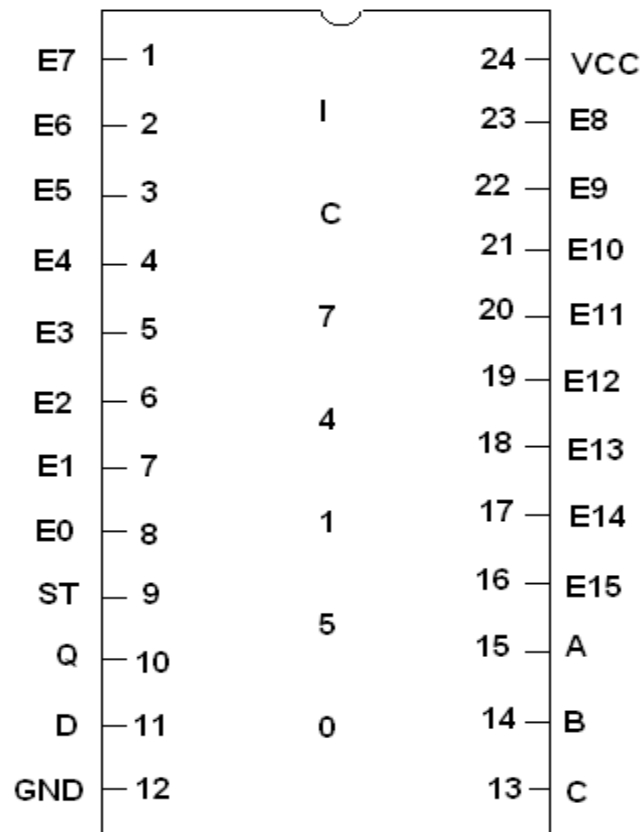 E7 1 24 VCC
E6 2 I 23 E8
E5 3 C 22 E9
E4 4 21 E10
E3 5 7 20 E11
E2 6 4 19 E12
E1 7 18 E13
E0 8 1 17 E14
ST 9 5 16 E15
Q 10 15 A
D 11 0 14 B
GND 12 13 C